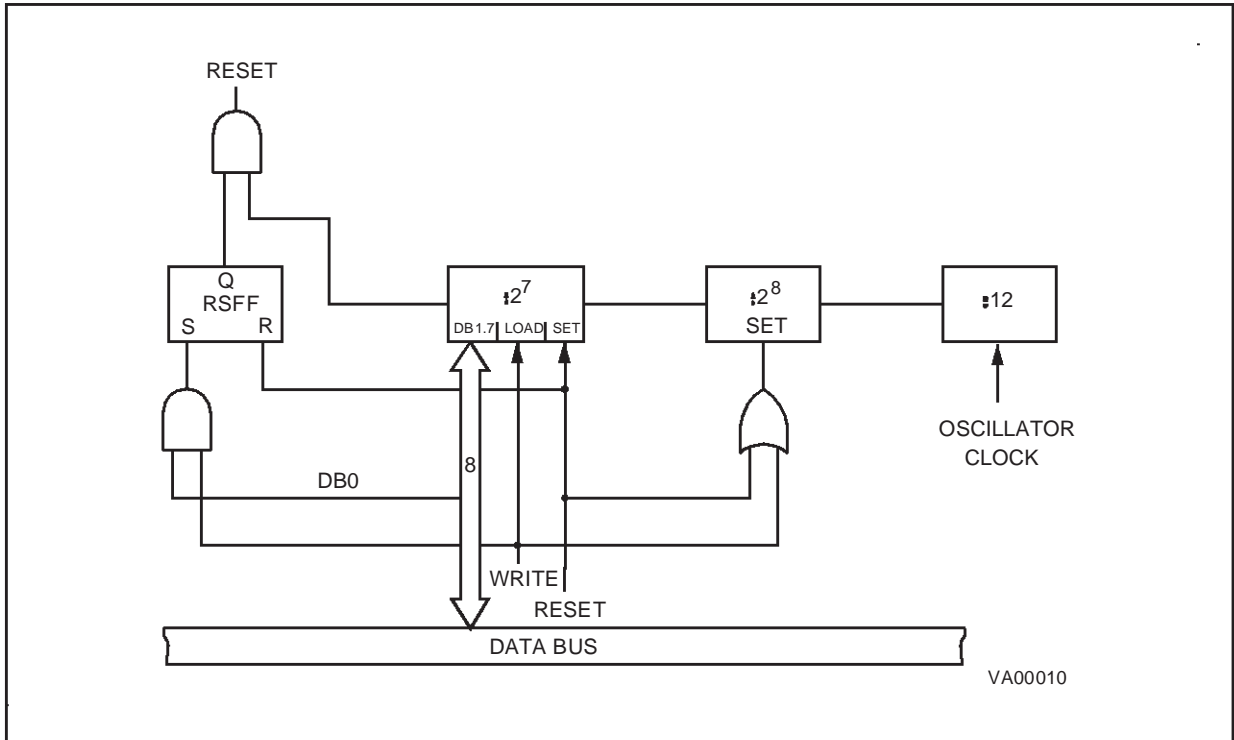 RESET
Q
RSFF
S R
÷2⁷
DB1.7 LOAD SET
÷2⁸
SET
÷12
OSCILLATOR
CLOCK
8
DB0
WRITE
RESET
DATA BUS
VA00010